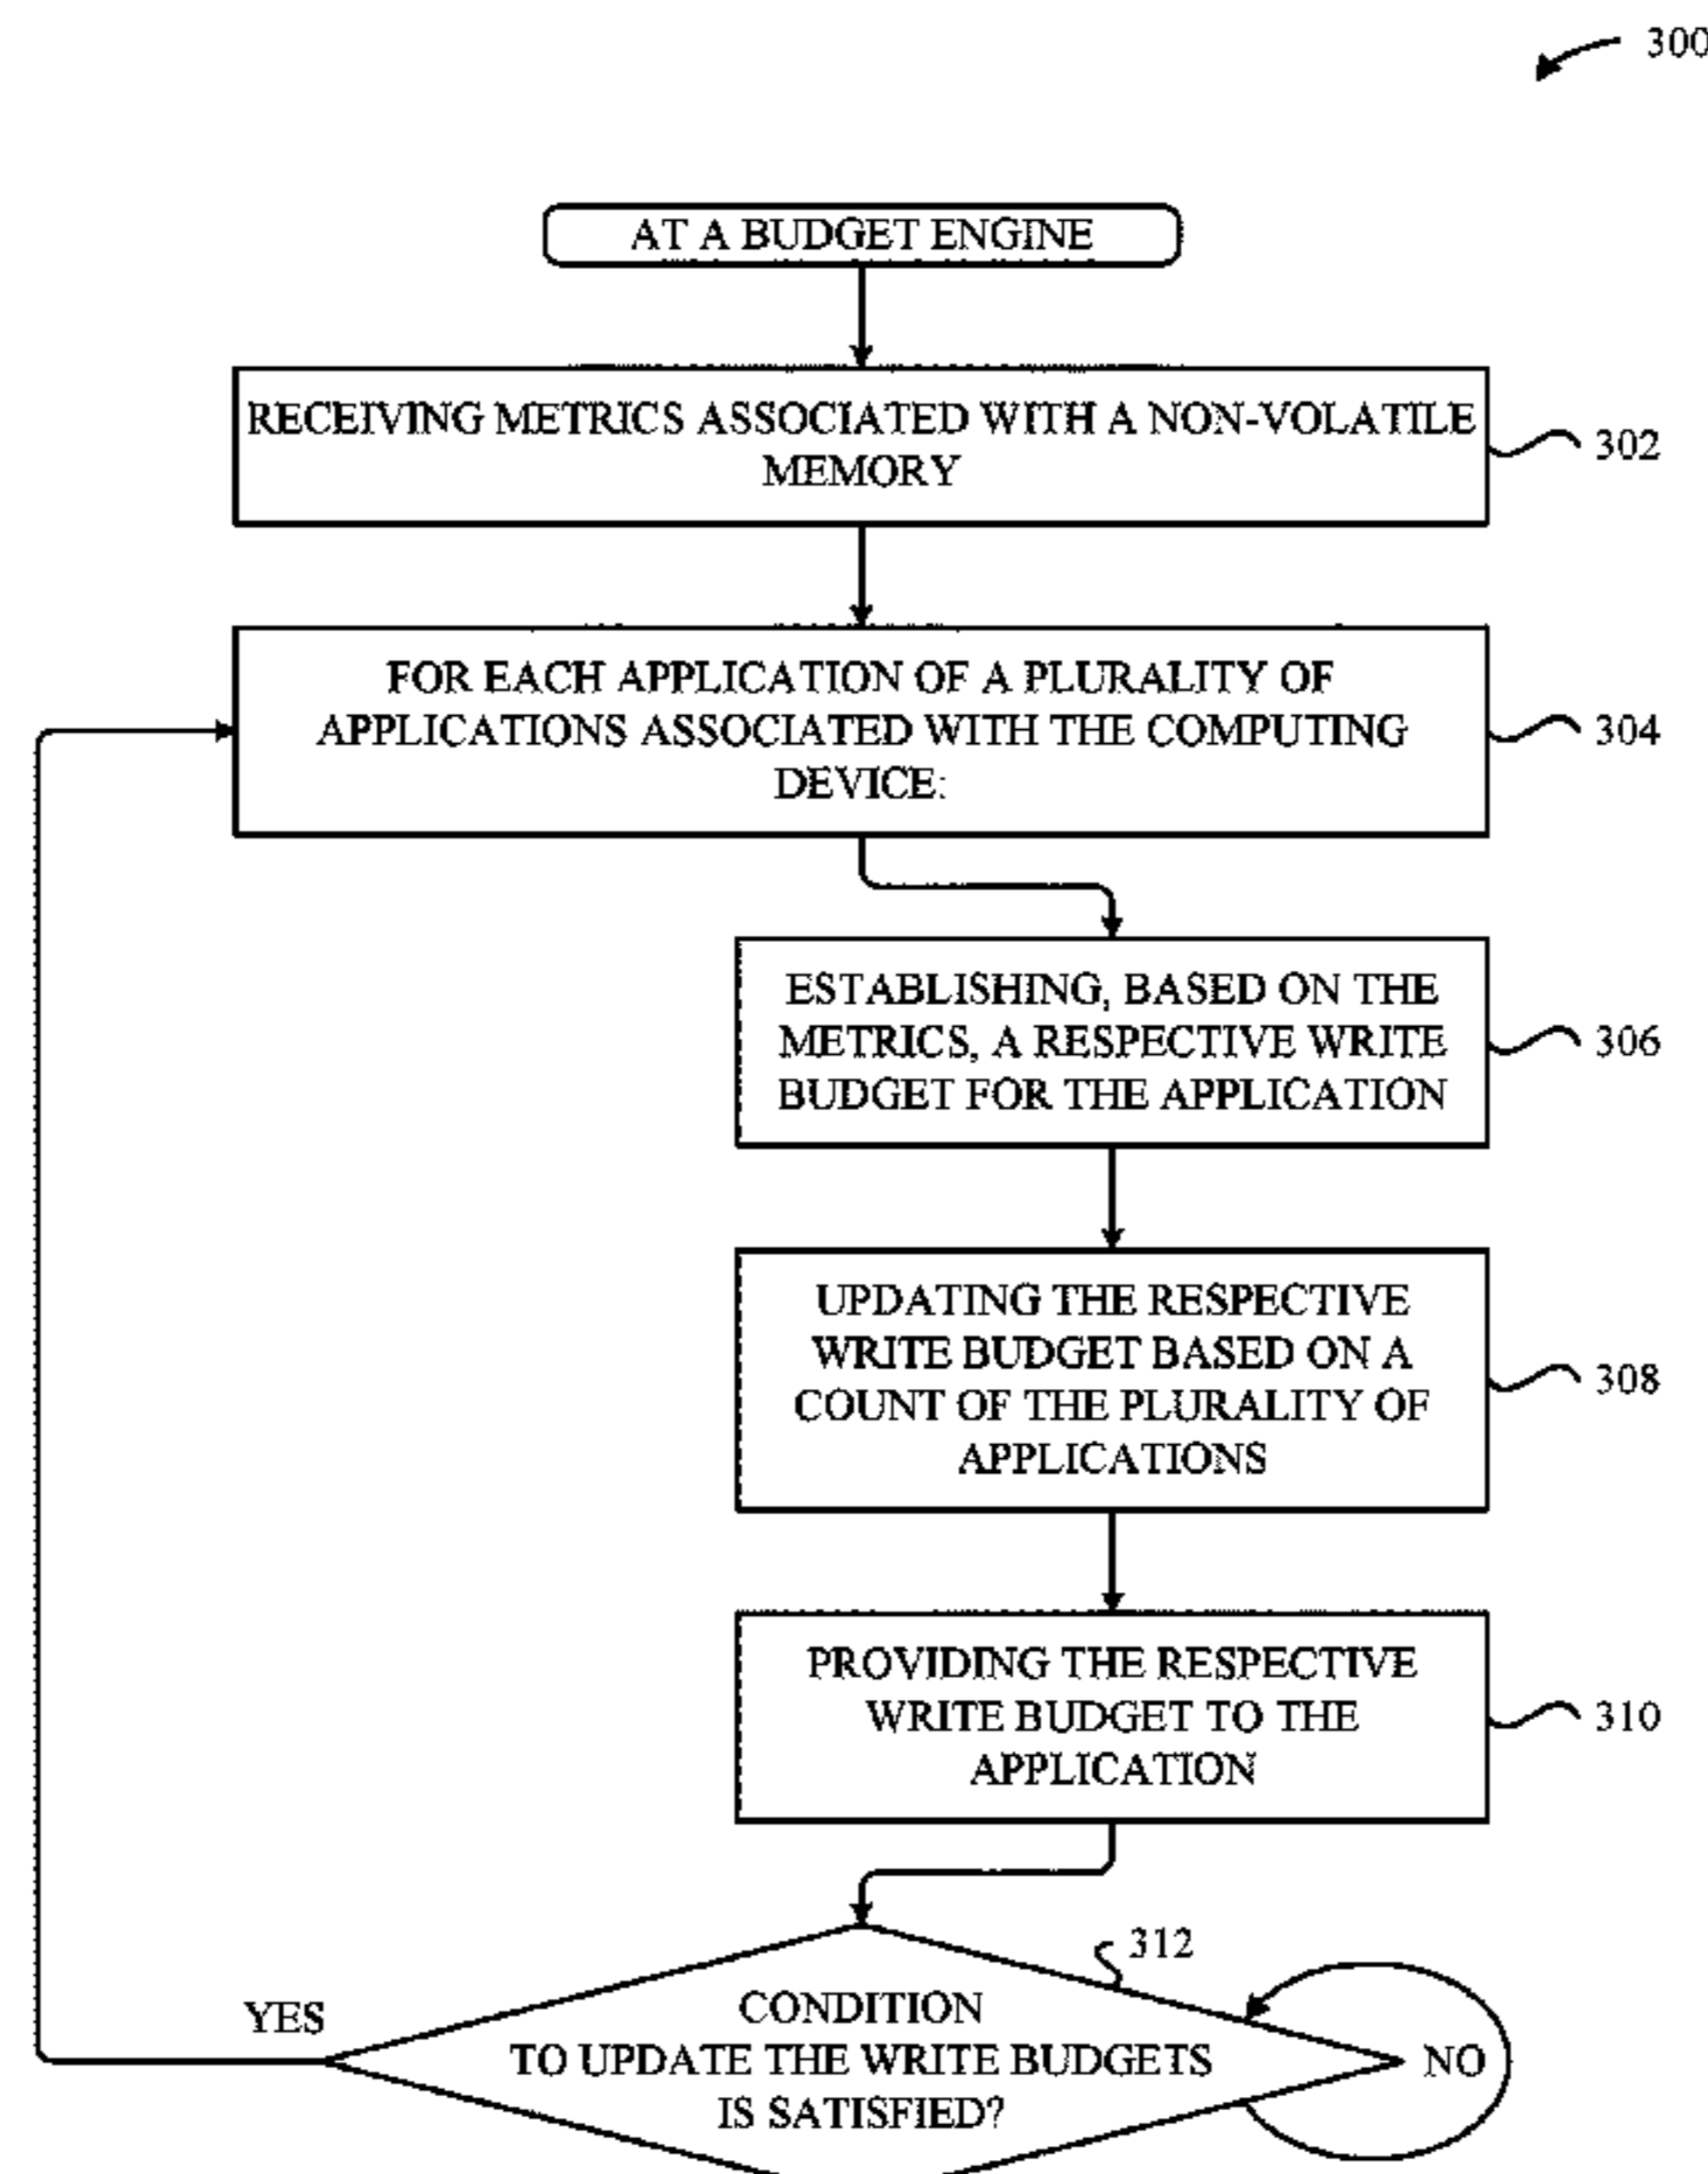 300
AT A BUDGET ENGINE
RECEIVING METRICS ASSOCIATED WITH A NON-VOLATILE
MEMORY
302
FOR EACH APPLICATION OF A PLURALITY OF
APPLICATIONS ASSOCIATED WITH THE COMPUTING
DEVICE:
304
ESTABLISHING, BASED ON THE
METRICS, A RESPECTIVE WRITE
BUDGET FOR THE APPLICATION
306
UPDATING THE RESPECTIVE
WRITE BUDGET BASED ON A
COUNT OF THE PLURALITY OF
APPLICATIONS
308
PROVIDING THE RESPECTIVE
WRITE BUDGET TO THE
APPLICATION
310
312
YES
CONDITION
TO UPDATE THE WRITE BUDGETS
IS SATISFIED?
NO